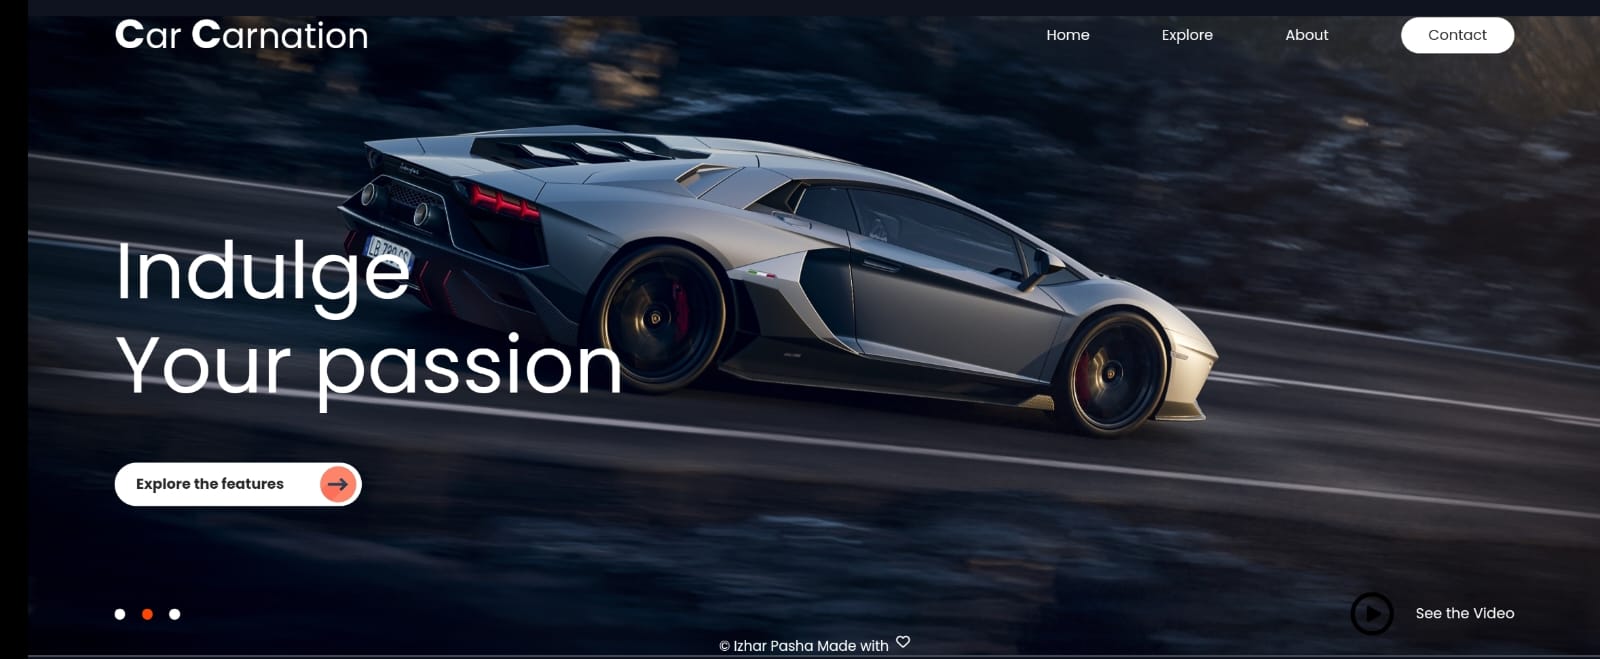 Car Carnation
Home Explore About Contact
Indulge
Your passion
Explore the features
See the Video
© Izhar Pasha Made with